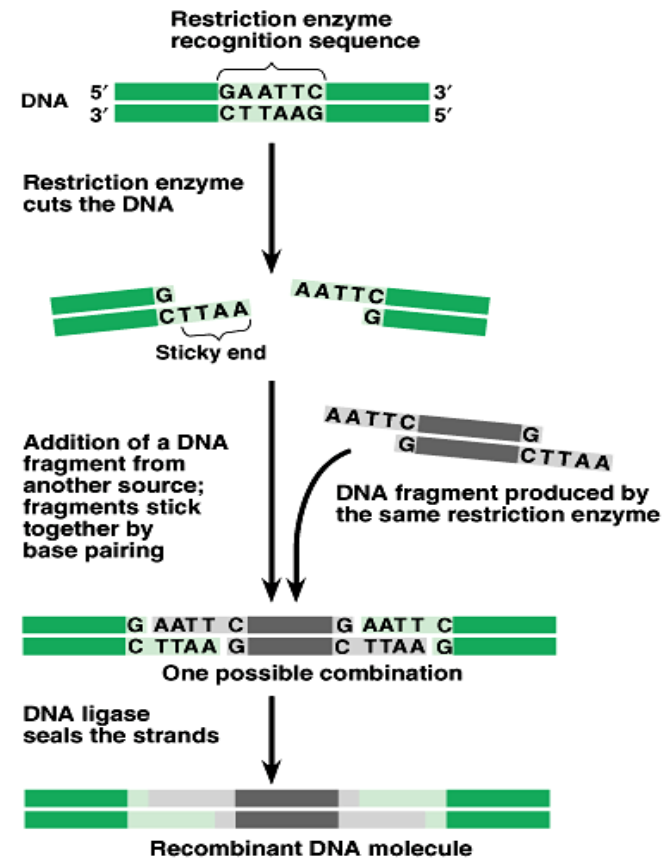 Restriction enzyme
recognition sequence
DNA
5′ GAATTC 3′
3′ CTTAAG 5′
Restriction enzyme
cuts the DNA
G
CTTAA
AATTC
G
Sticky end
AATTC G
G CTTAA
Addition of a DNA
fragment from
another source;
fragments stick
together by
base pairing
DNA fragment produced by
the same restriction enzyme
G AATT C G AATT C
C TTAA G C TTAA G
One possible combination
DNA ligase
seals the strands
Recombinant DNA molecule